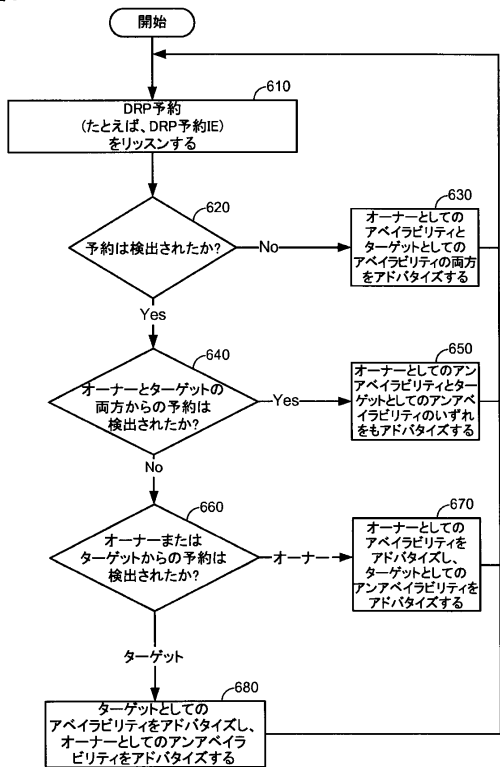 開始
610
DRP予約
(たとえば、DRP予約IE)
をリッスンする
620
予約は検出されたか?
No
630
オーナーとしての
アベイラビリティと
ターゲットとしての
アベイラビリティの両方
をアドバタイズする
Yes
640
オーナーとターゲットの
両方からの予約は
検出されたか?
Yes
650
オーナーとしてのアン
アベイラビリティとター
ゲットとしてのアンアベ
イラビリティのいずれ
をもアドバタイズする
No
660
オーナーまたは
ターゲットからの予約は
検出されたか?
オーナー
670
オーナーとしての
アベイラビリティを
アドバタイズし、
ターゲットとしての
アンアベイラビリティを
アドバタイズする
ターゲット
680
ターゲットとしての
アベイラビリティをアドバタイズし、
オーナーとしてのアンアベイラ
ビリティをアドバタイズする